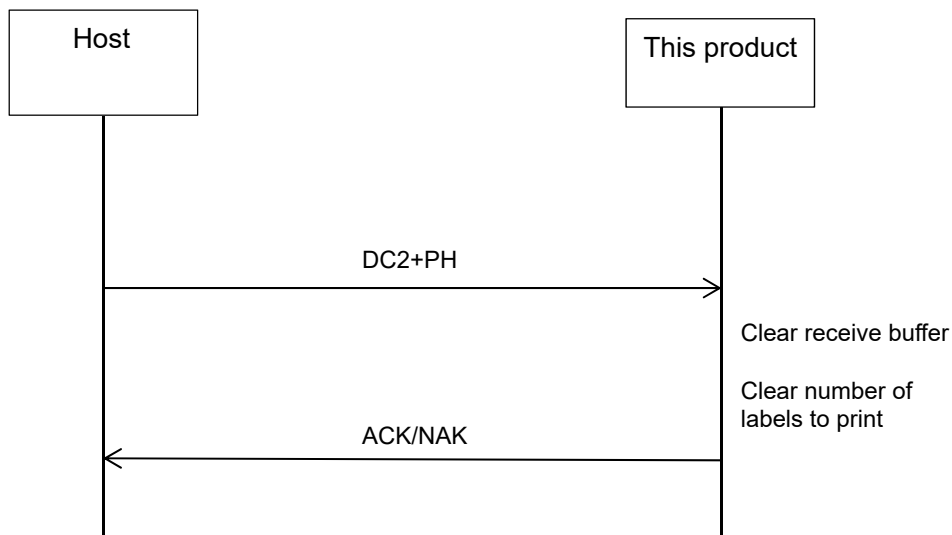 Host
This product
DC2+PH
Clear receive buffer
Clear number of
labels to print
ACK/NAK